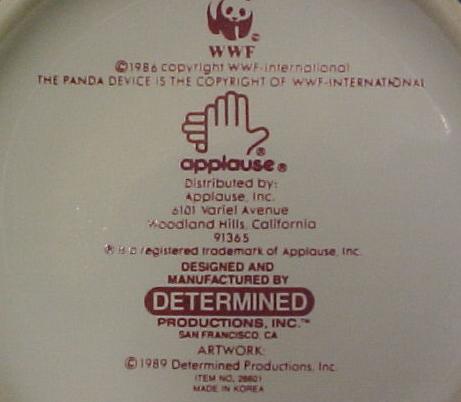 WWF
©1986 copyright WWF-International
THE PANDA DEVICE IS THE COPYRIGHT OF WWF-INTERNATIONAL
applause®
Distributed by:
Applause, Inc.
6101 Variel Avenue
Woodland Hills, California
91365
® is a registered trademark of Applause, Inc.
DESIGNED AND
MANUFACTURED BY
DETERMINED
PRODUCTIONS, INC.™
SAN FRANCISCO, CA
ARTWORK:
©1989 Determined Productions, Inc.
ITEM NO. 28601
MADE IN KOREA